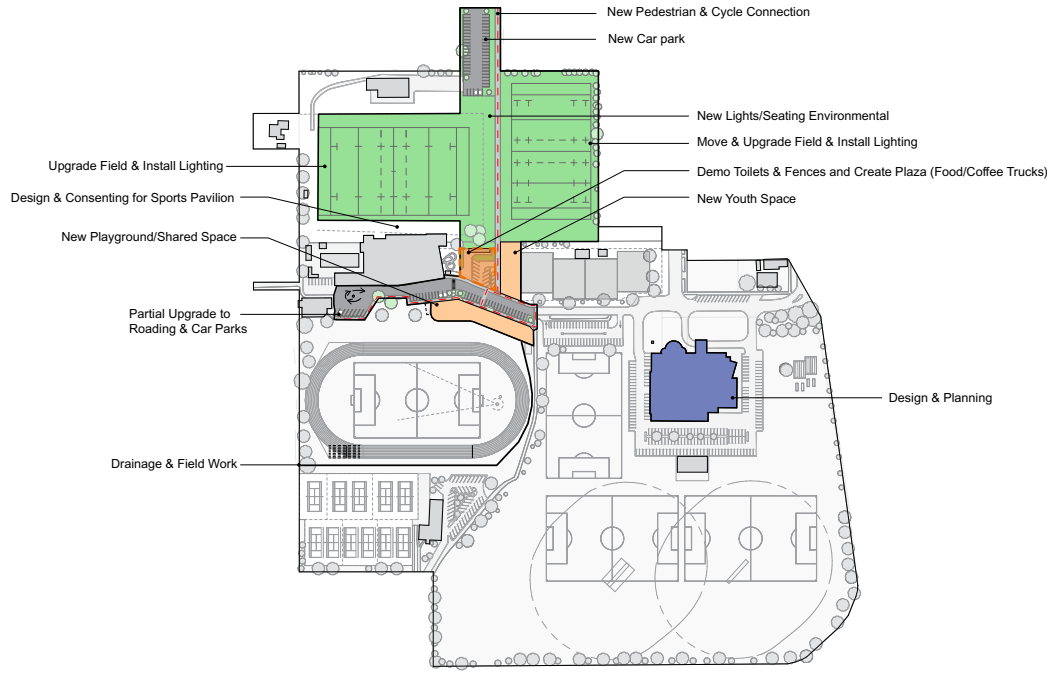 New Pedestrian & Cycle Connection
New Car park
New Lights/Seating Environmental
Move & Upgrade Field & Install Lighting
Upgrade Field & Install Lighting
Demo Toilets & Fences and Create Plaza (Food/Coffee Trucks)
Design & Consenting for Sports Pavilion
New Youth Space
New Playground/Shared Space
Partial Upgrade to
Roading & Car Parks
Design & Planning
Drainage & Field Work